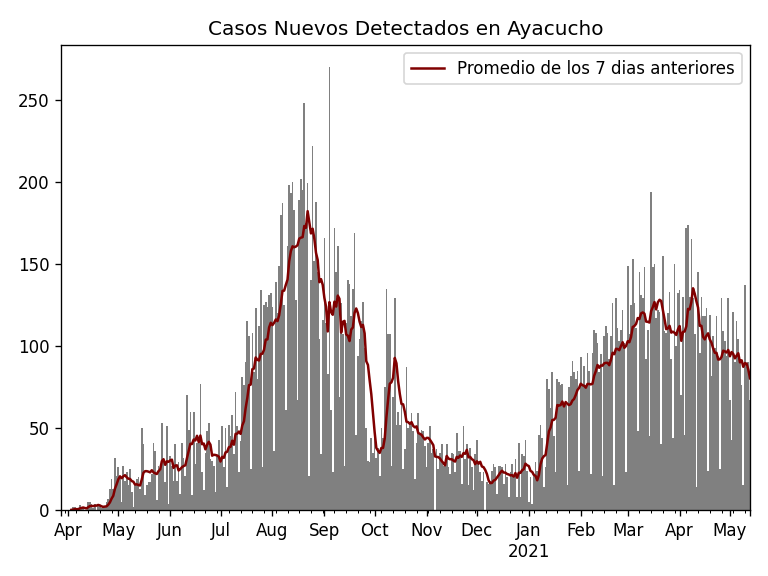 Casos Nuevos Detectados en Ayacucho
Promedio de los 7 dias anteriores
250
200
150
100
50
0
Apr May Jun Jul Aug Sep Oct Nov Dec Jan Feb Mar Apr May
2021